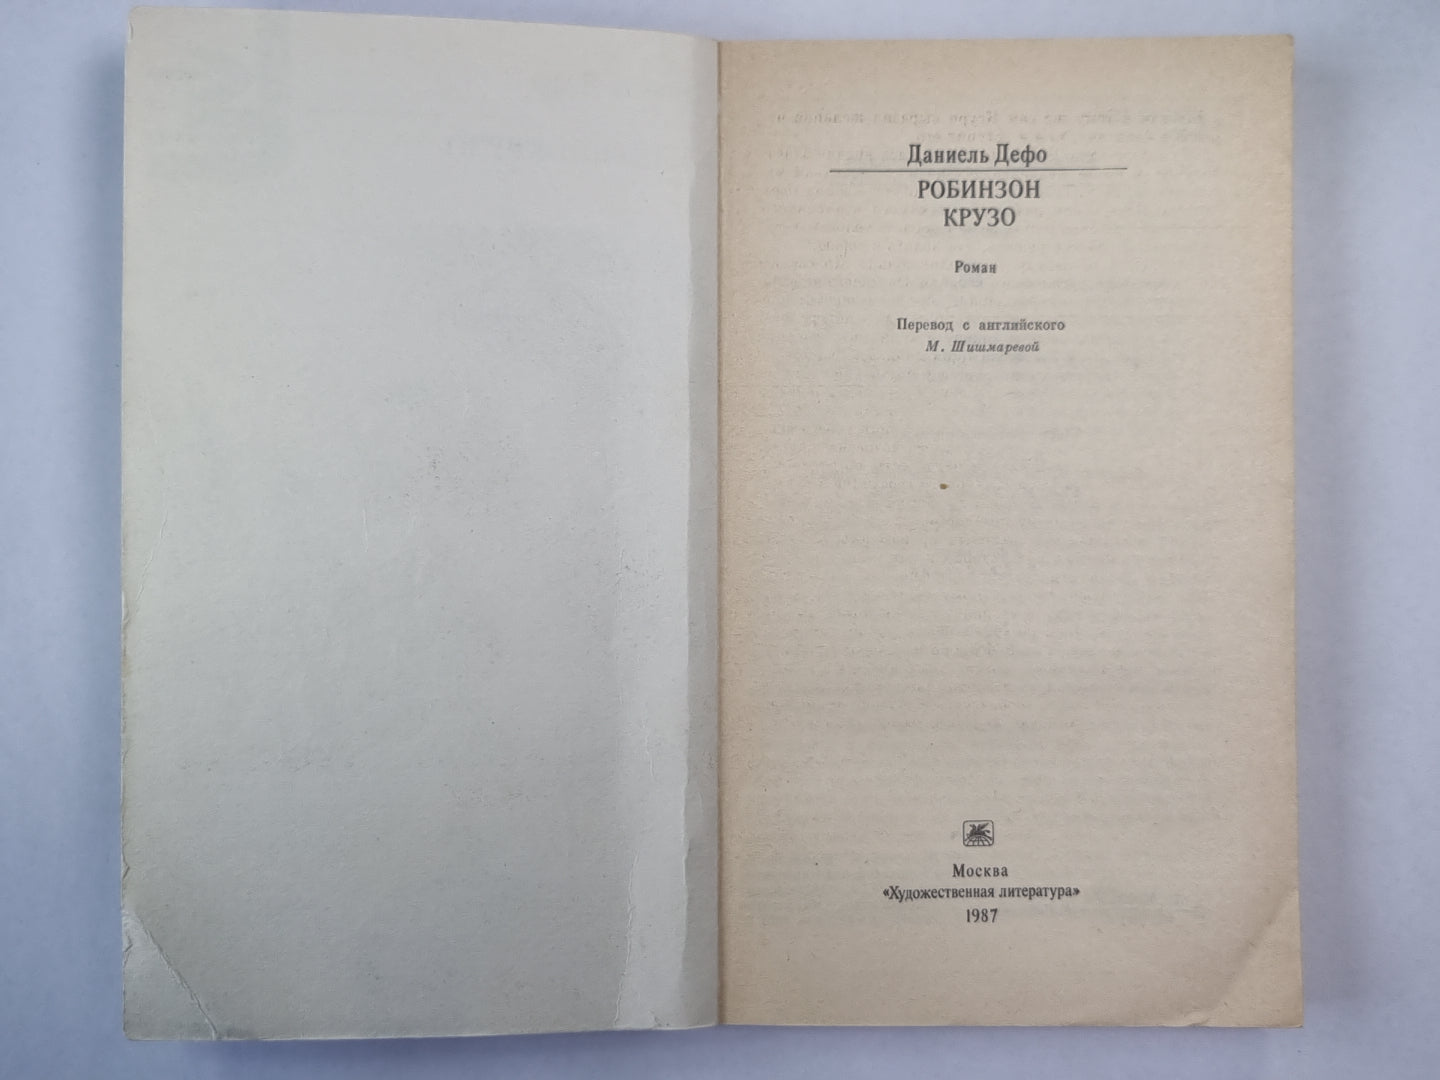 Даниель Дефо
РОБИНЗОН
КРУЗО
Роман
Перевод с английского
М. Шишмаревой
Москва
«Художественная литература»
1987